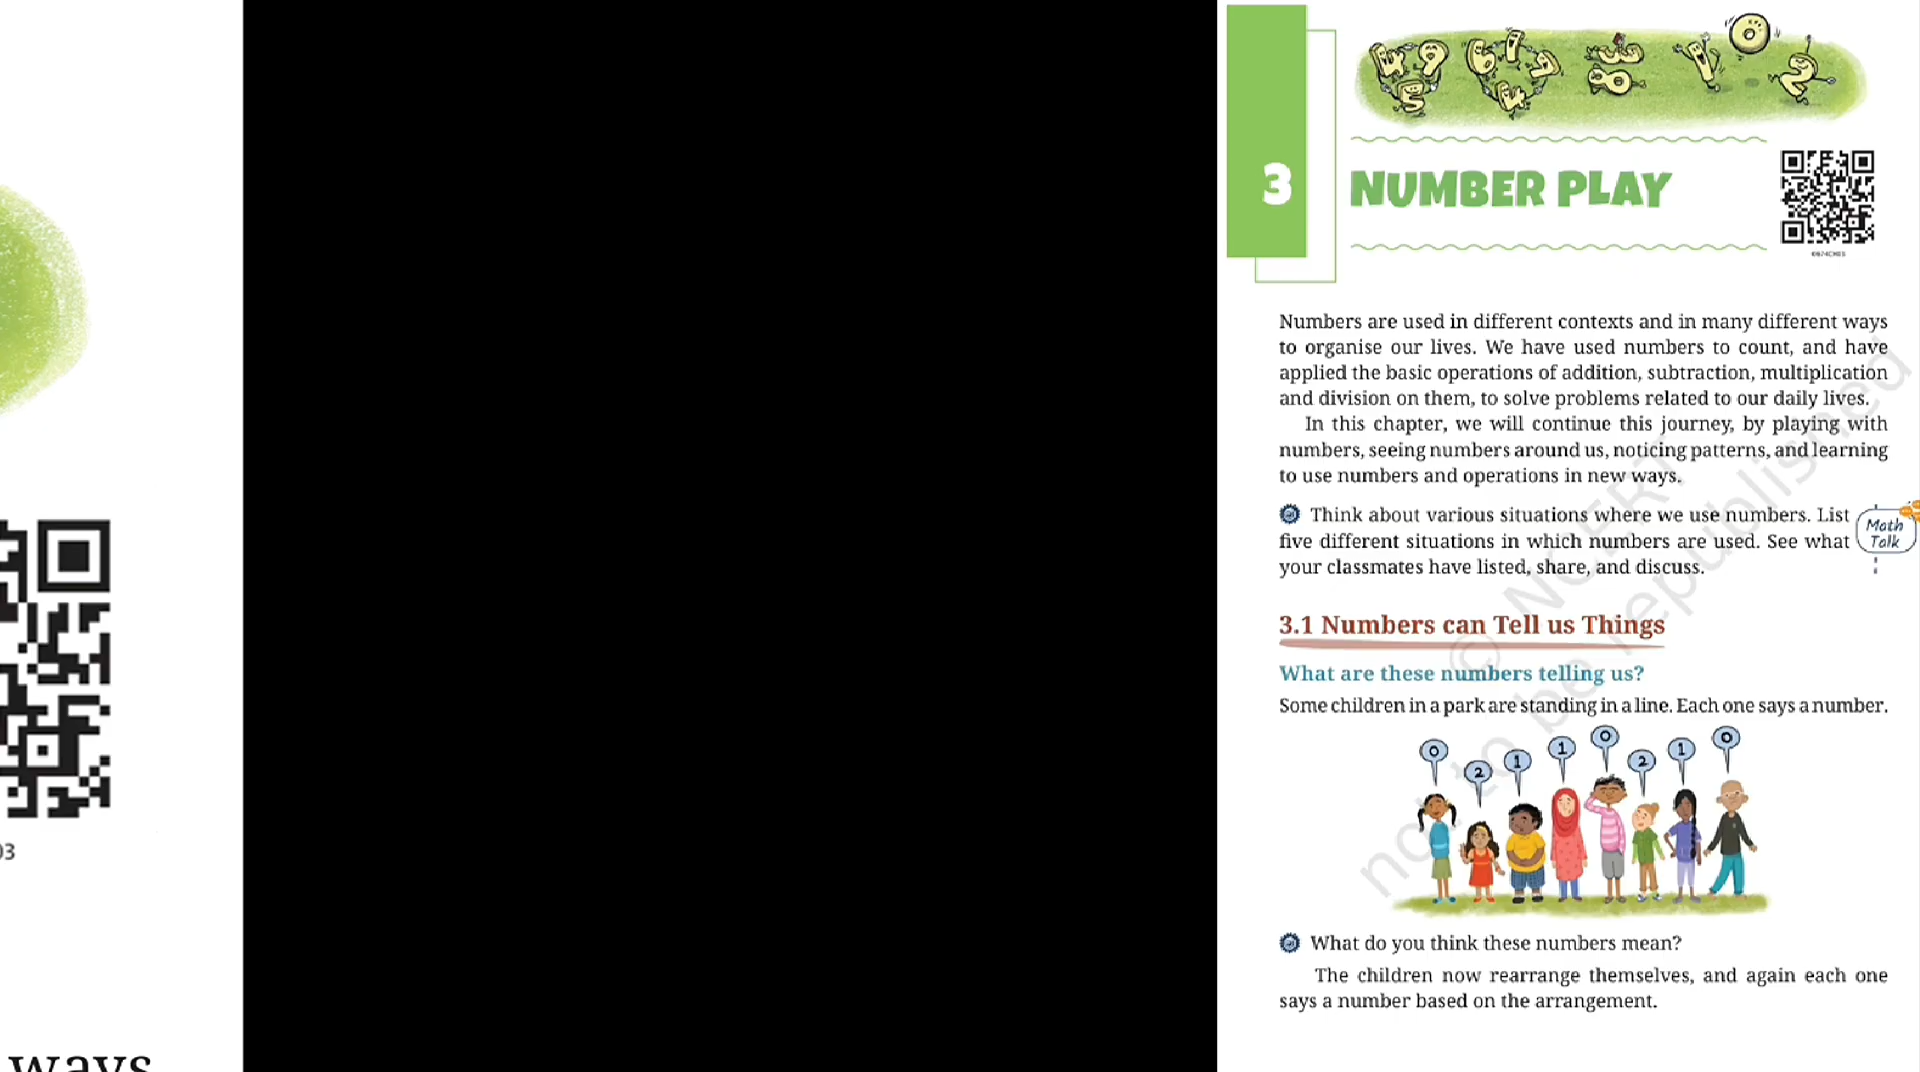 03
ways
3
NUMBER PLAY
Numbers are used in different contexts and in many different ways
to organise our lives. We have used numbers to count, and have
applied the basic operations of addition, subtraction, multiplication
and division on them, to solve problems related to our daily lives.
In this chapter, we will continue this journey, by playing with
numbers, seeing numbers around us, noticing patterns, and learning
to use numbers and operations in new ways.
Think about various situations where we use numbers. List
five different situations in which numbers are used. See what
your classmates have listed, share, and discuss.
Math
Talk
3.1 Numbers can Tell us Things
What are these numbers telling us?
Some children in a park are standing in a line. Each one says a number.
0 2 1 1 0 2 1 0
What do you think these numbers mean?
The children now rearrange themselves, and again each one
says a number based on the arrangement.
© NCERT
not to be republished